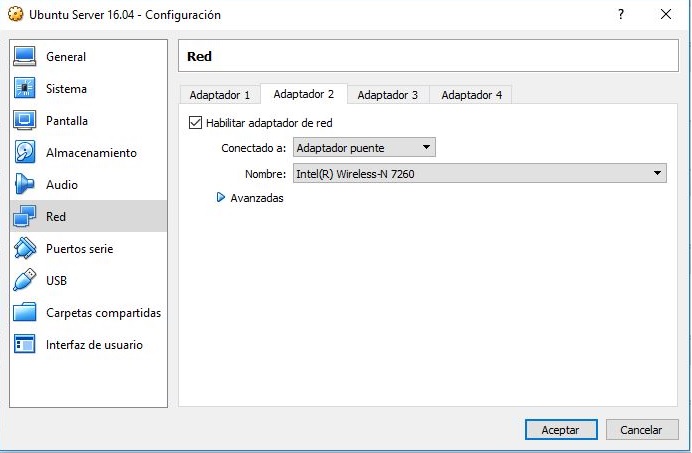 Ubuntu Server 16.04 - Configuración
?
General
Sistema
Pantalla
Almacenamiento
Audio
Red
Puertos serie
USB
Carpetas compartidas
Interfaz de usuario
Red
Adaptador 1 Adaptador 2 Adaptador 3 Adaptador 4
Habilitar adaptador de red
Conectado a: Adaptador puente
Nombre: Intel(R) Wireless-N 7260
Avanzadas
Aceptar Cancelar